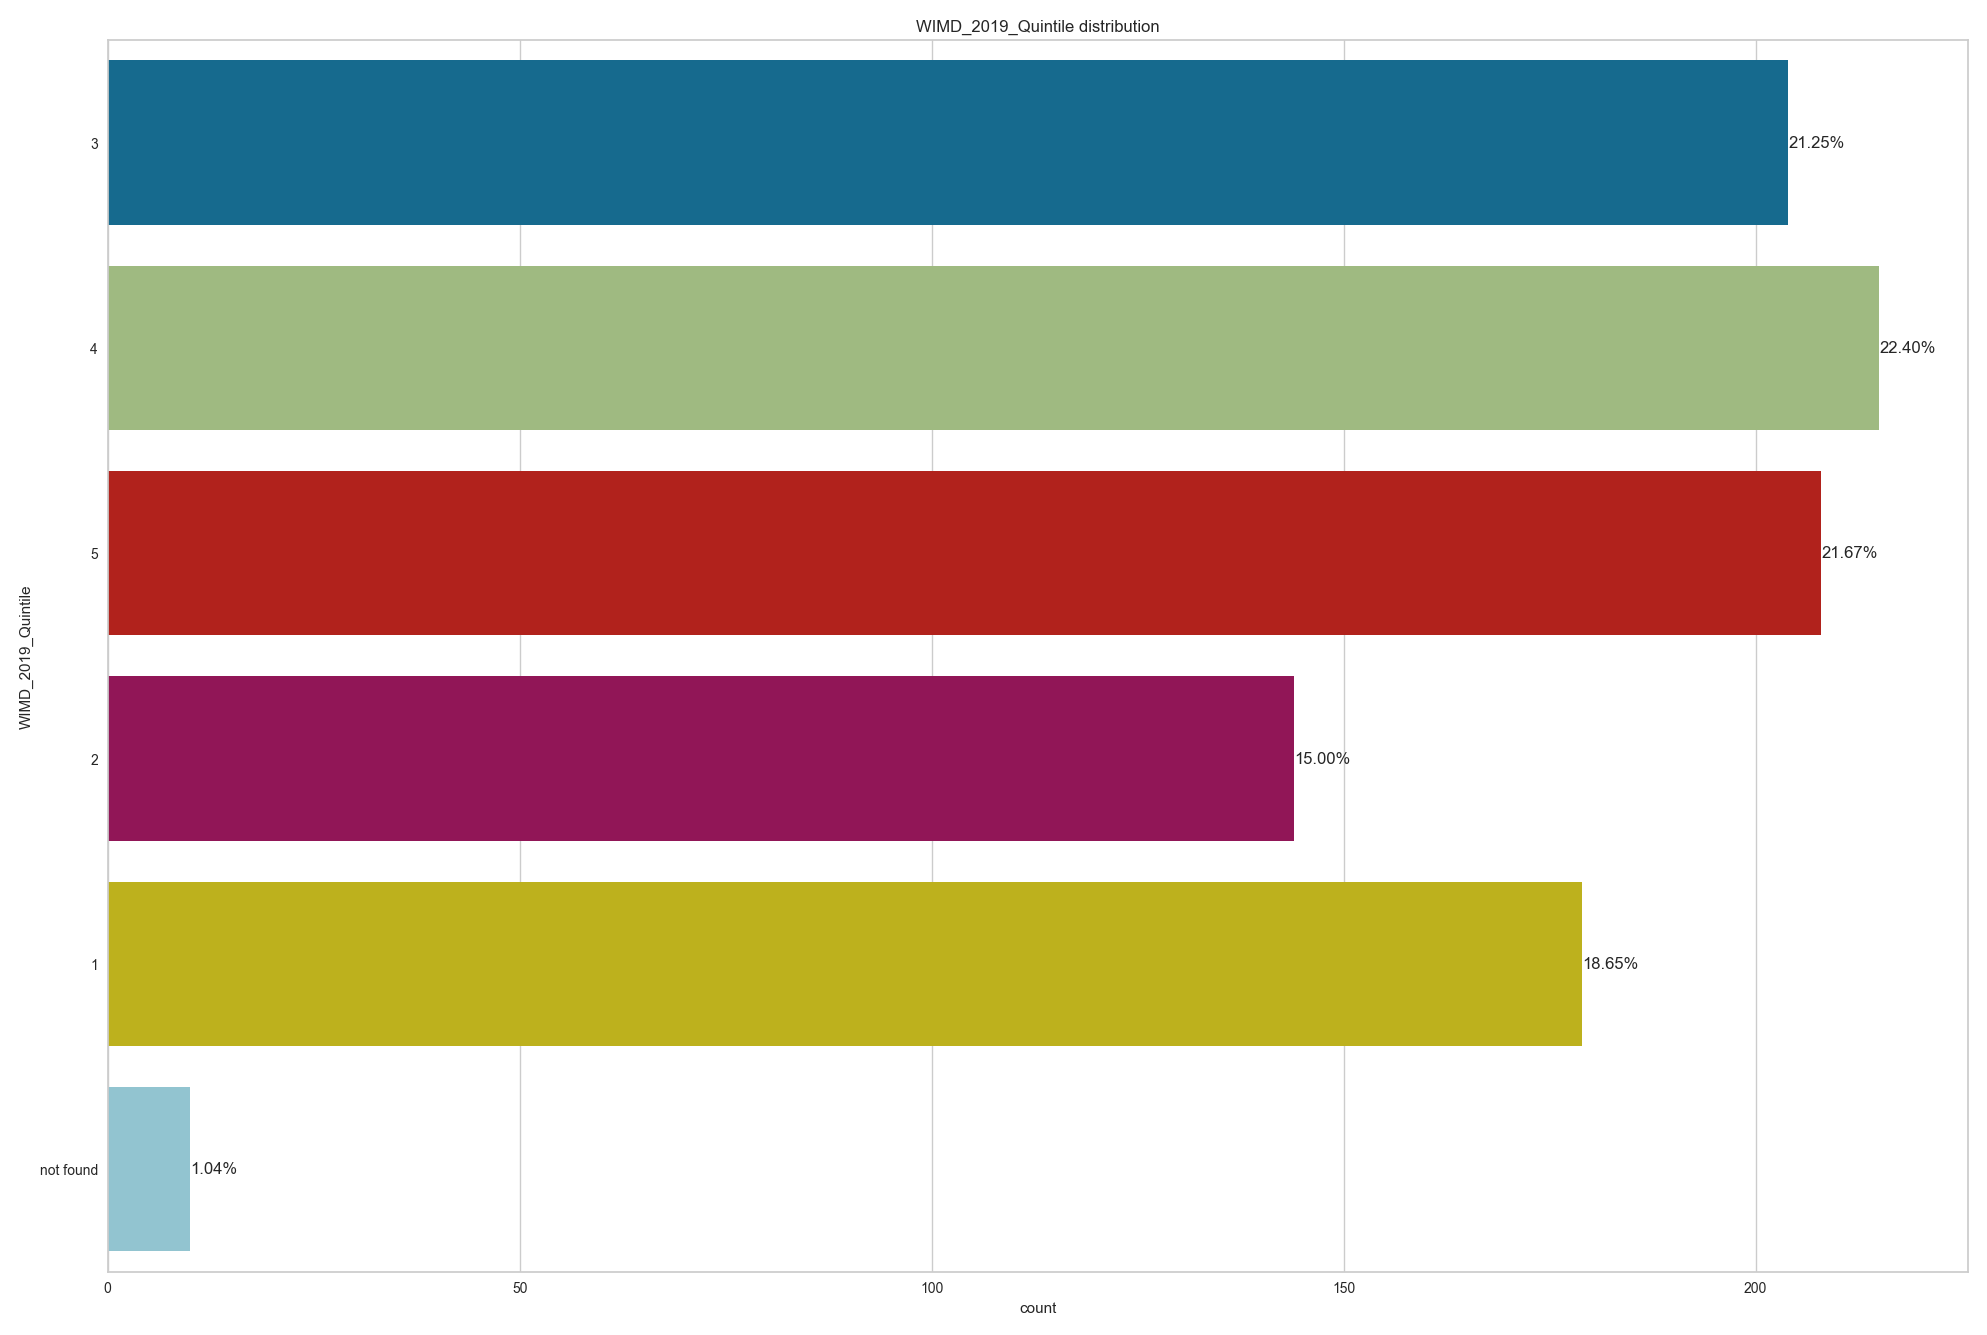 WIMD_2019_Quintile distribution
WIMD_2019_Quintile
3
21.25%
4
22.40%
5
21.67%
2
15.00%
1
18.65%
not found
1.04%
0 50 100 150 200
count